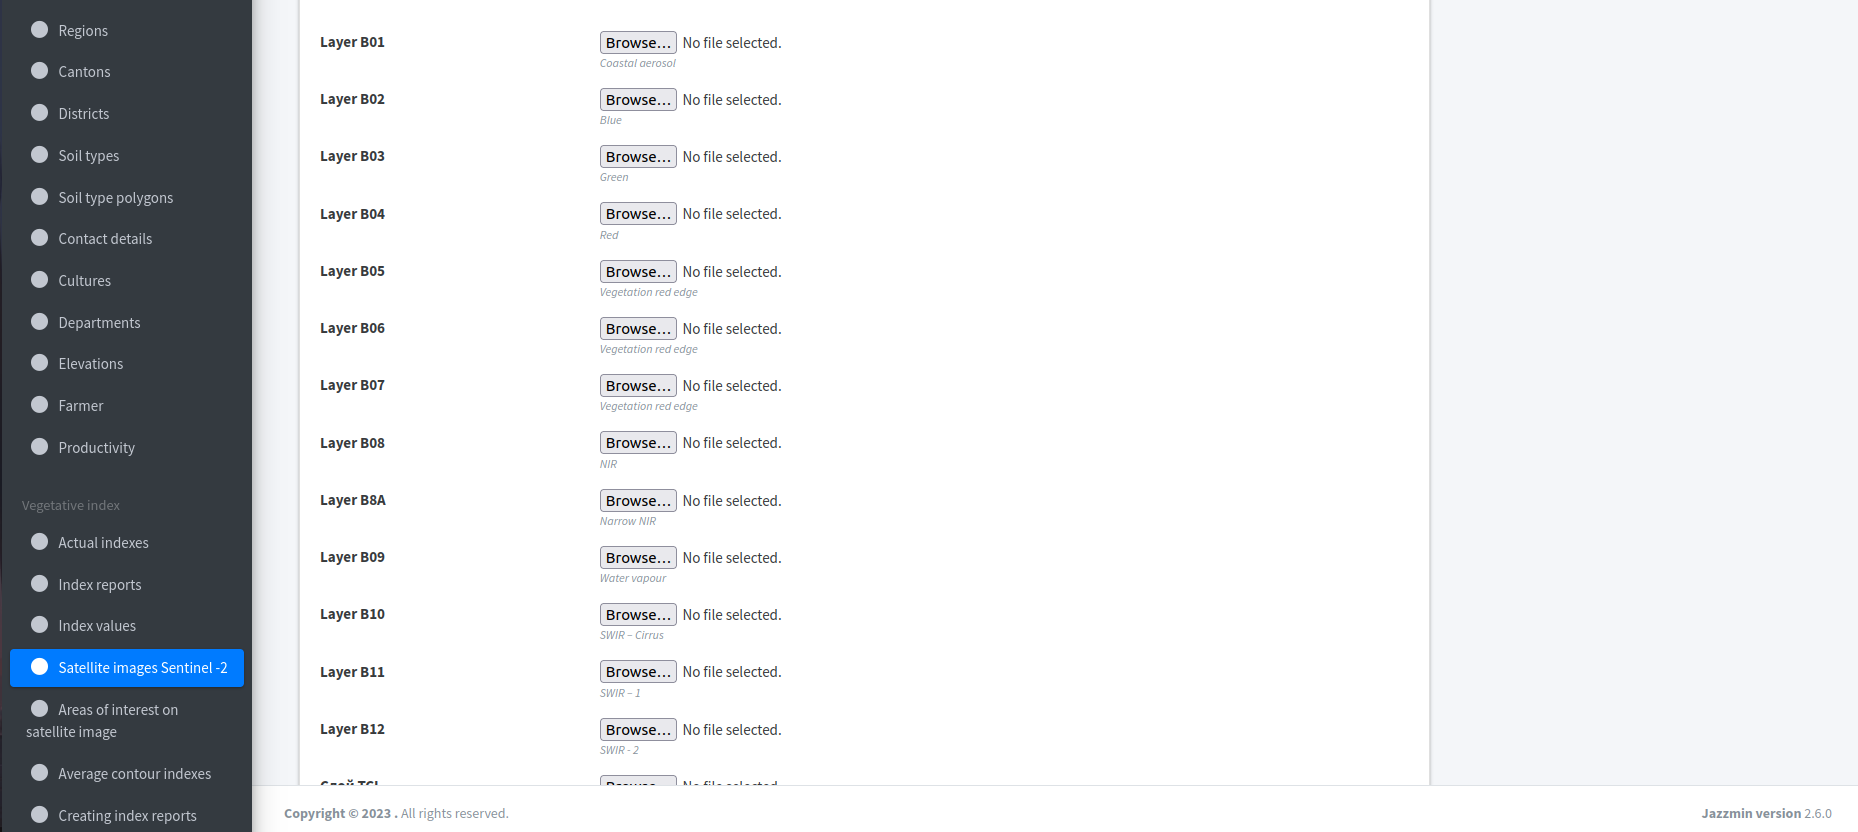 Regions
Cantons
Districts
Soil types
Soil type polygons
Contact details
Cultures
Departments
Elevations
Farmer
Productivity
Vegetative index
Actual indexes
Index reports
Index values
Satellite images Sentinel -2
Areas of interest on
satellite image
Average contour indexes
Creating index reports
Layer B01 Browse... No file selected.
Coastal aerosol
Layer B02 Browse... No file selected.
Blue
Layer B03 Browse... No file selected.
Green
Layer B04 Browse... No file selected.
Red
Layer B05 Browse... No file selected.
Vegetation red edge
Layer B06 Browse... No file selected.
Vegetation red edge
Layer B07 Browse... No file selected.
Vegetation red edge
Layer B08 Browse... No file selected.
NIR
Layer B8A Browse... No file selected.
Narrow NIR
Layer B09 Browse... No file selected.
Water vapour
Layer B10 Browse... No file selected.
SWIR – Cirrus
Layer B11 Browse... No file selected.
SWIR – 1
Layer B12 Browse... No file selected.
SWIR - 2
Слой TCI Browse... No file selected.
Copyright © 2023 . All rights reserved.
Jazzmin version 2.6.0